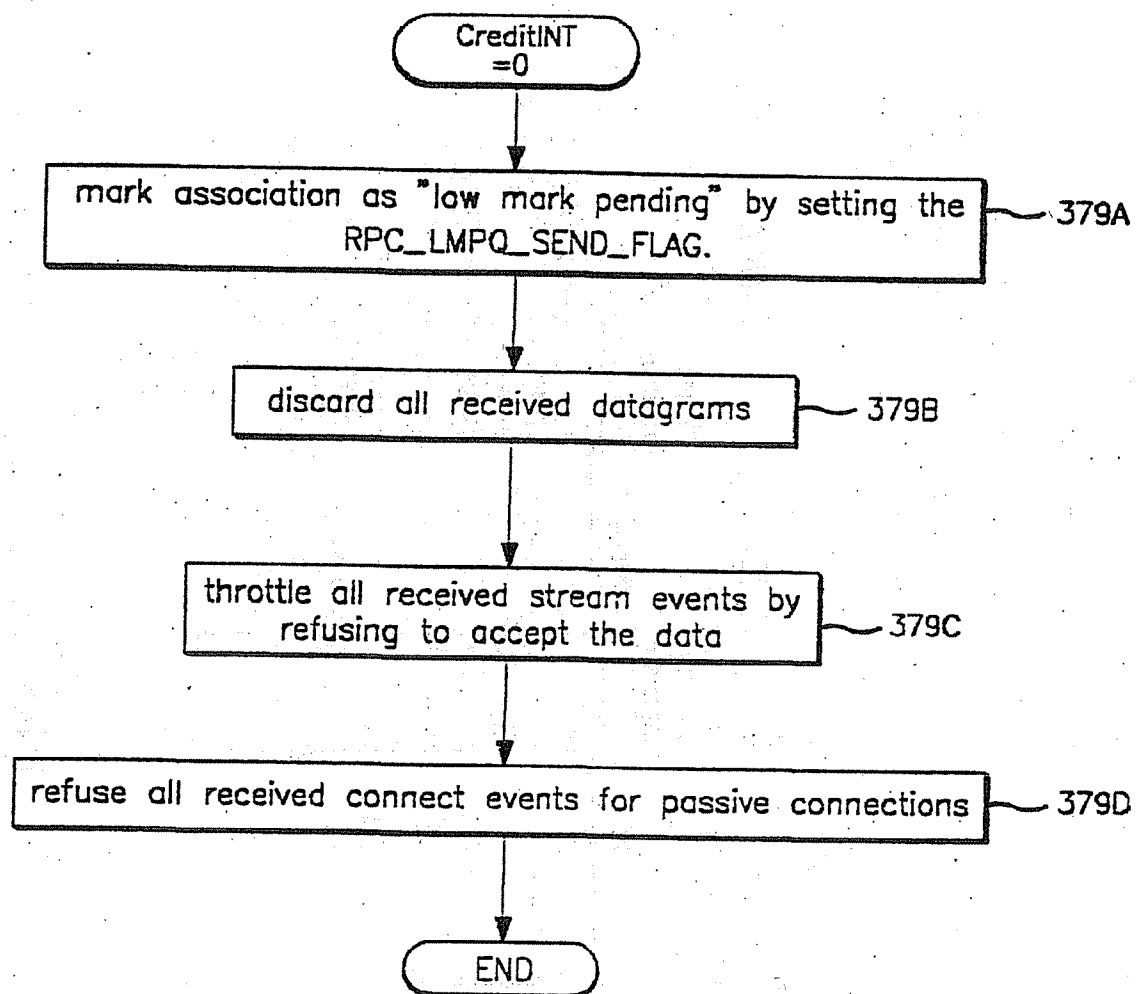 CreditINT
=0
mark association as "low mark pending" by setting the
RPC_LMPQ_SEND_FLAG.
379A
discard all received datagrams
379B
throttle all received stream events by
refusing to accept the data
379C
refuse all received connect events for passive connections
379D
END